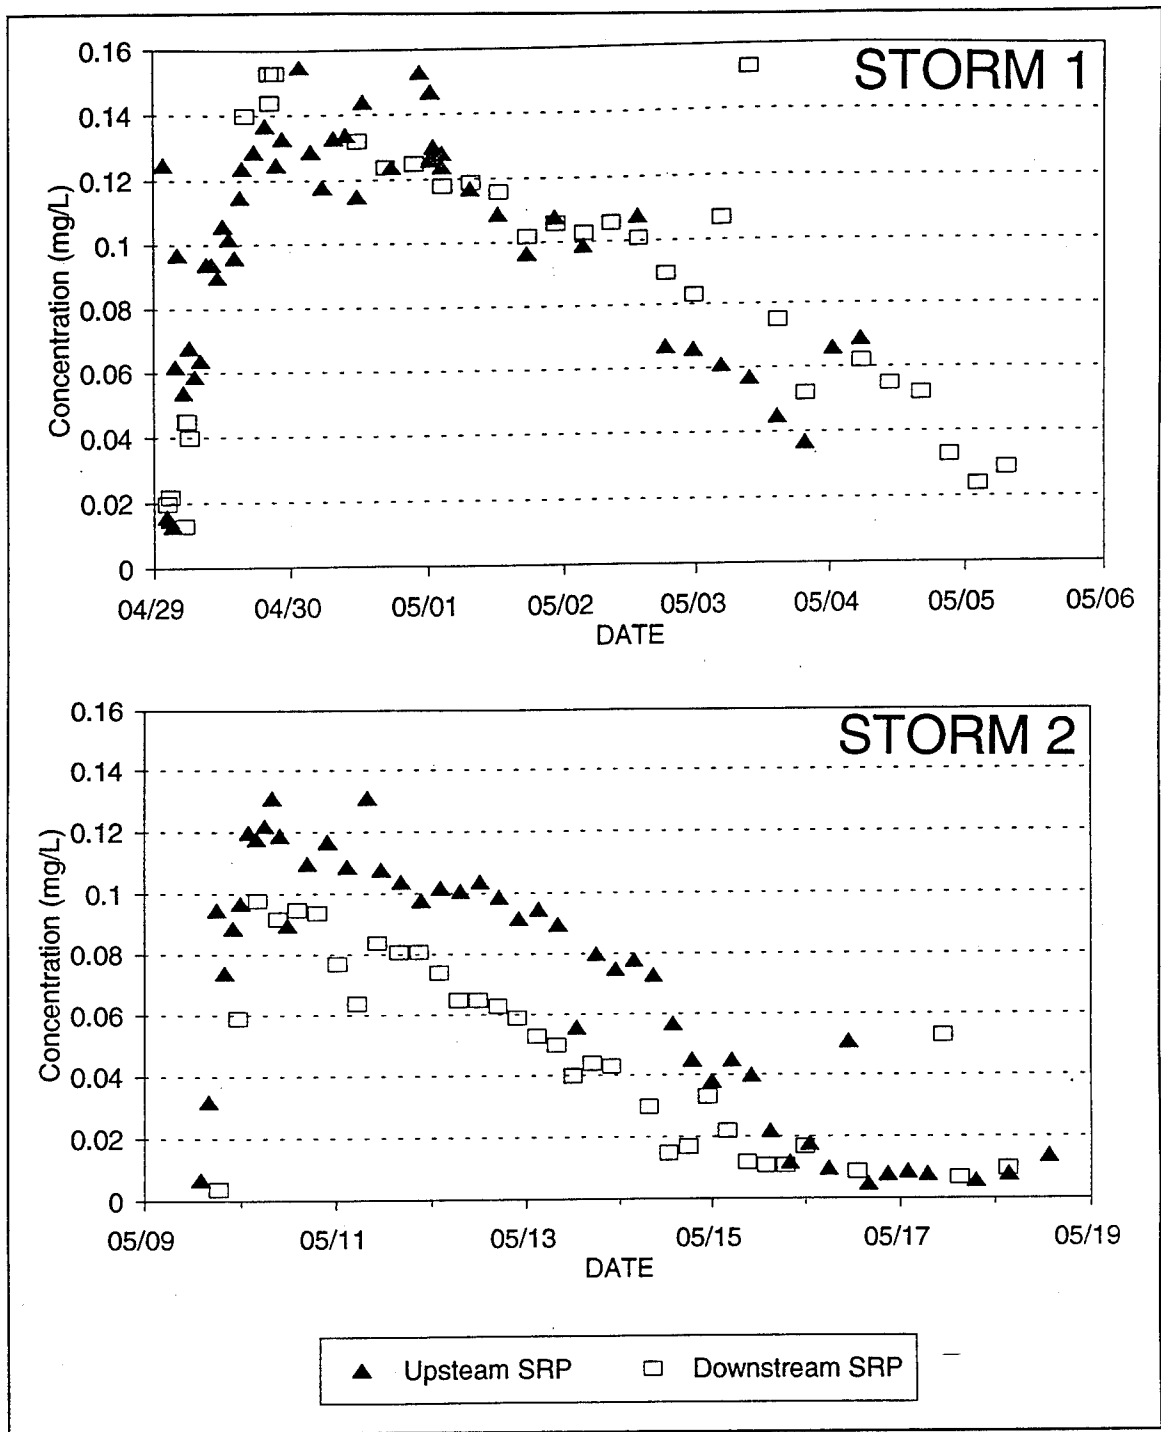 STORM 1
0.16
0.14
0.12
0.1
0.08
0.06
0.04
0.02
0
Concentration (mg/L)
04/29 04/30 05/01 05/02 05/03 05/04 05/05 05/06
DATE
STORM 2
0.16
0.14
0.12
0.1
0.08
0.06
0.04
0.02
0
Concentration (mg/L)
05/09 05/11 05/13 05/15 05/17 05/19
DATE
Upsteam SRP Downstream SRP